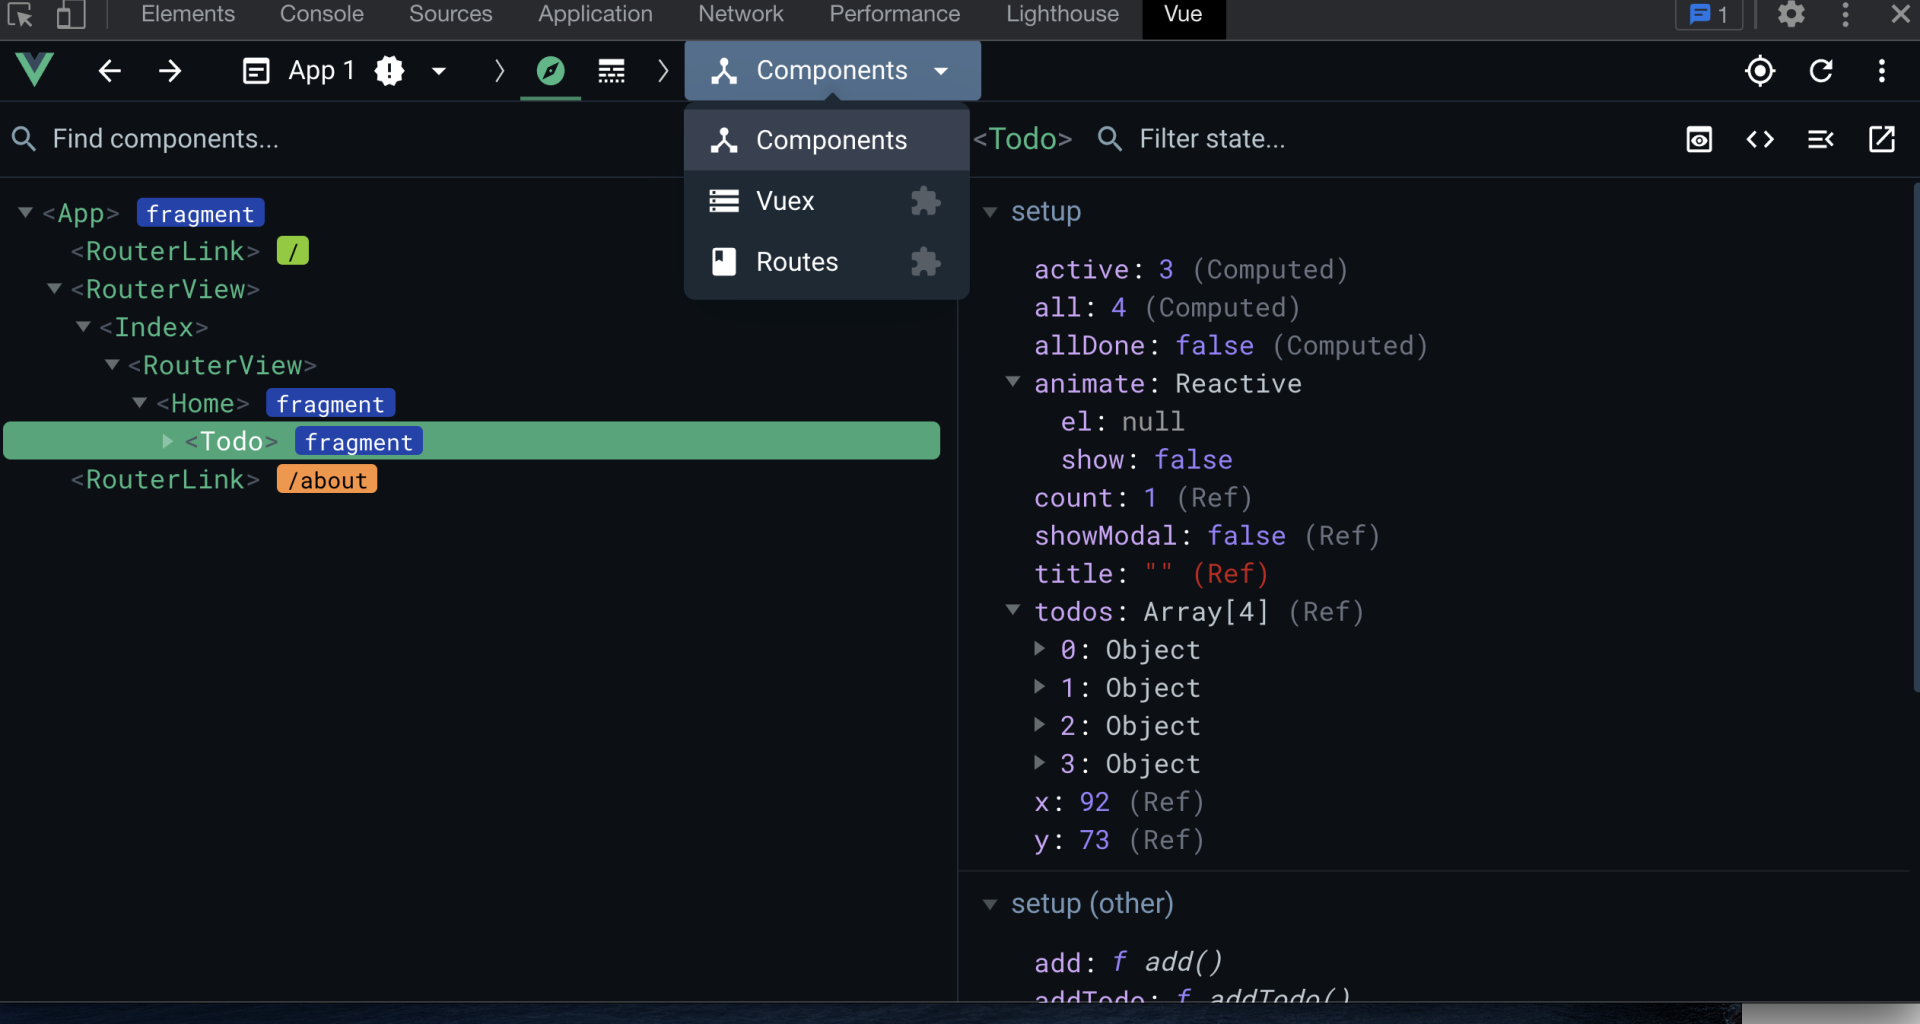 Elements Console Sources Application Network Performance Lighthouse Vue 1
App 1 Components
Find components...
Components
Vuex
Routes
<Todo> Filter state...
<App> fragment
<RouterLink> /
<RouterView>
<Index>
<RouterView>
<Home> fragment
<Todo> fragment
<RouterLink> /about
setup
active: 3 (Computed)
all: 4 (Computed)
allDone: false (Computed)
animate: Reactive
el: null
show: false
count: 1 (Ref)
showModal: false (Ref)
title: "" (Ref)
todos: Array[4] (Ref)
0: Object
1: Object
2: Object
3: Object
x: 92 (Ref)
y: 73 (Ref)
setup (other)
add: f add()
addTodo: f addTodo()